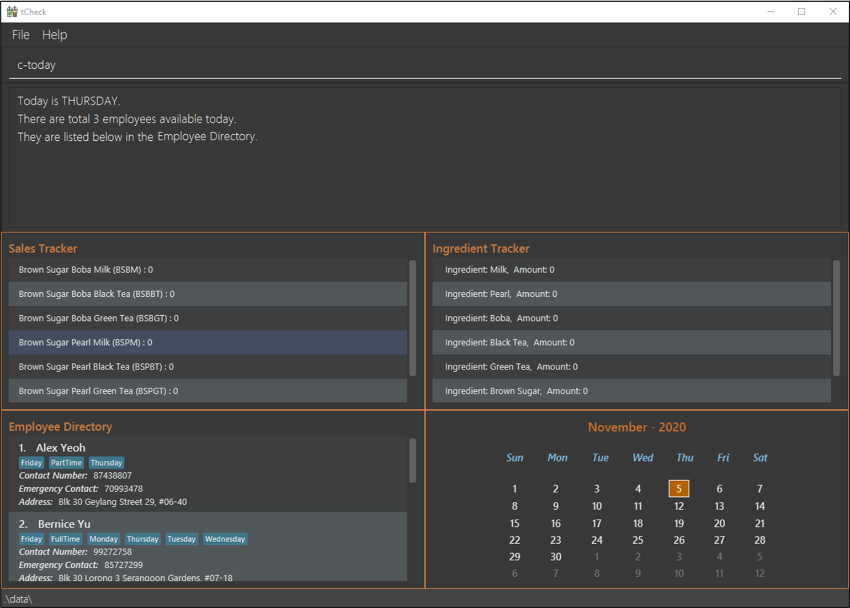 tCheck
File Help
c-today
Today is THURSDAY.
There are total 3 employees available today.
They are listed below in the Employee Directory.
Sales Tracker
Brown Sugar Boba Milk (BSBM) : 0
Brown Sugar Boba Black Tea (BSBBT) : 0
Brown Sugar Boba Green Tea (BSBGT) : 0
Brown Sugar Pearl Milk (BSPM) : 0
Brown Sugar Pearl Black Tea (BSPBT) : 0
Brown Sugar Pearl Green Tea (BSPGT) : 0
Ingredient Tracker
Ingredient: Milk, Amount: 0
Ingredient: Pearl, Amount: 0
Ingredient: Boba, Amount: 0
Ingredient: Black Tea, Amount: 0
Ingredient: Green Tea, Amount: 0
Ingredient: Brown Sugar, Amount: 0
Employee Directory
1. Alex Yeoh
Friday PartTime Thursday
Contact Number: 87438807
Emergency Contact: 70993478
Address: Blk 30 Geylang Street 29, #06-40
2. Bernice Yu
Friday FullTime Monday Thursday Tuesday Wednesday
Contact Number: 99272758
Emergency Contact: 85727299
Address: Blk 30 Lorong 3 Serangoon Gardens, #07-18
November - 2020
Sun Mon Tue Wed Thu Fri Sat
1 2 3 4 5 6 7
8 9 10 11 12 13 14
15 16 17 18 19 20 21
22 23 24 25 26 27 28
29 30 1 2 3 4 5
6 7 8 9 10 11 12
.\data\